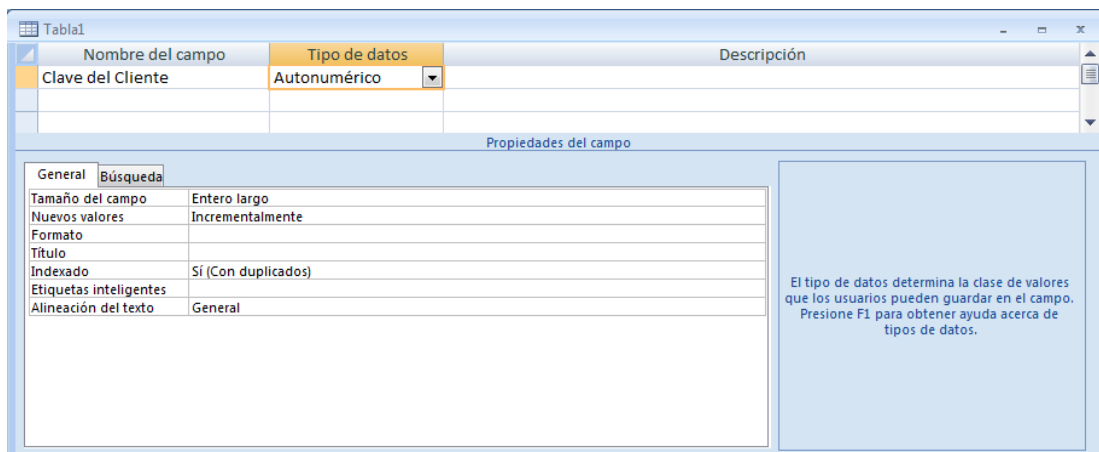 Tabla1
Nombre del campo Tipo de datos Descripción
Clave del Cliente Autonumérico
Propiedades del campo
General Búsqueda
Tamaño del campo Entero largo
Nuevos valores Incrementalmente
Formato
Título
Indexado Sí (Con duplicados)
Etiquetas inteligentes
Alineación del texto General
El tipo de datos determina la clase de valores
que los usuarios pueden guardar en el campo.
Presione F1 para obtener ayuda acerca de
tipos de datos.